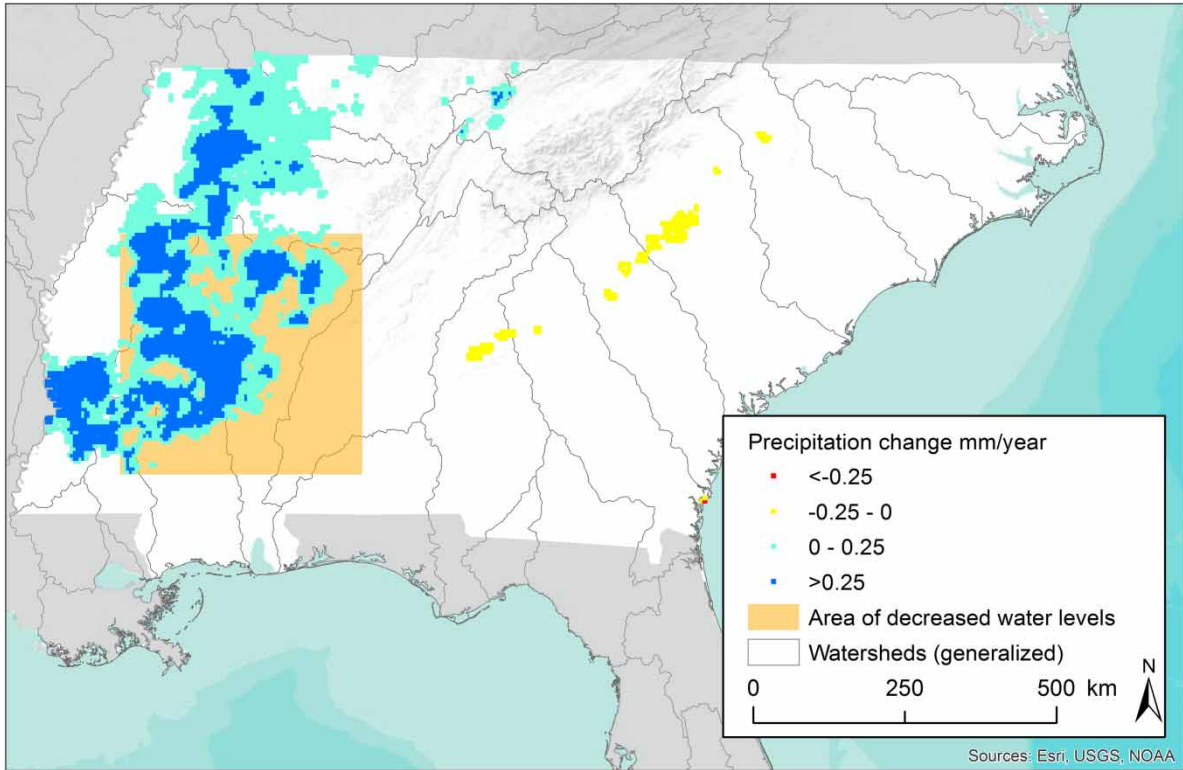 Precipitation change mm/year
<-0.25
-0.25 - 0
0 - 0.25
>0.25
Area of decreased water levels
Watersheds (generalized)
N
0 250 500 km
Sources: Esri, USGS, NOAA